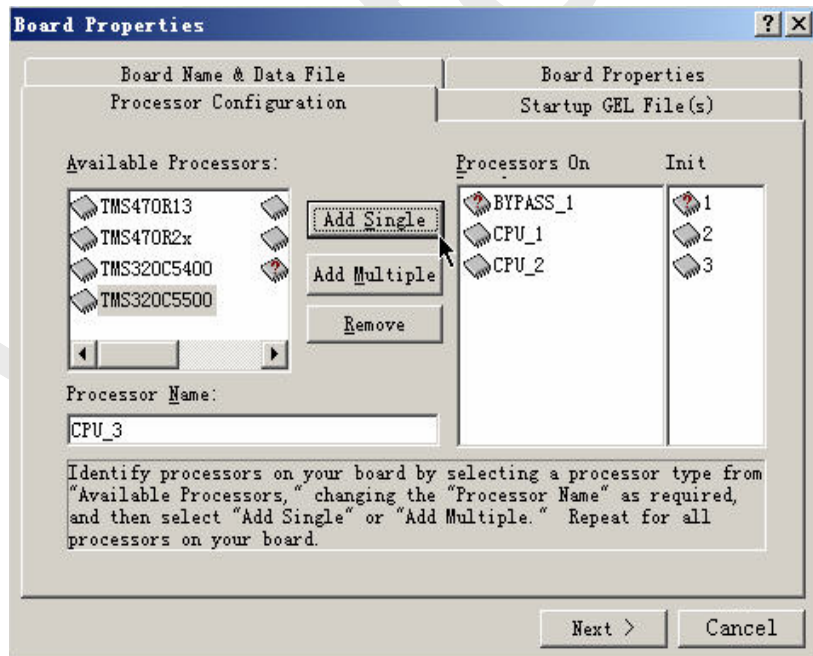 Board Properties
Board Name & Data File
Board Properties
Processor Configuration
Startup GEL File(s)
Available Processors:
TMS470R13
TMS470R2x
TMS320C5400
TMS320C5500
Add Single
Add Multiple
Remove
Processors On
BYPASS_1
CPU_1
CPU_2
Init
1
2
3
Processor Name:
CPU_3
Identify processors on your board by selecting a processor type from
"Available Processors," changing the "Processor Name" as required,
and then select "Add Single" or "Add Multiple." Repeat for all
processors on your board.
Next >
Cancel